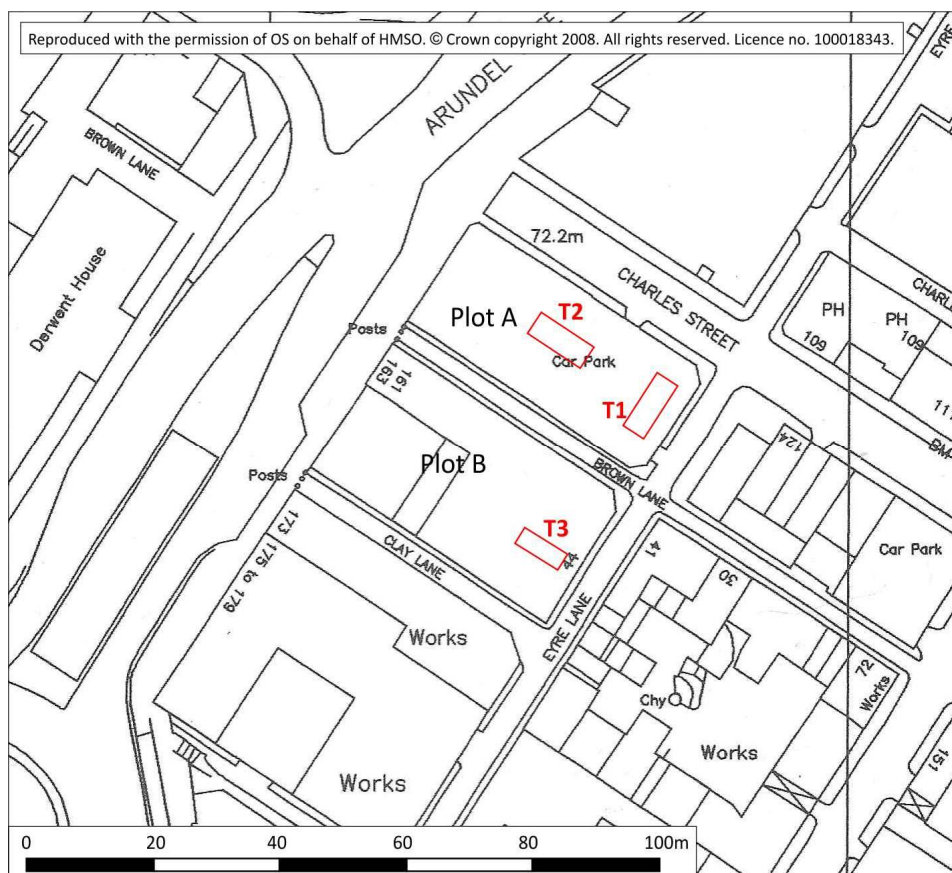 Reproduced with the permission of OS on behalf of HMSO. © Crown copyright 2008. All rights reserved. Licence no. 100018343.
ARUNDEL
EYRE
BROWN LANE
72.2m
CHARLES STREET
Derwent House
Plot A
T2
Car Park
T1
Posts
PH
109
PH
109
161
163
Plot B
BROWN LANE
124
Posts
T3
44
173
175 to 179
CLAY LANE
EYRE LANE
41
30
Car Park
Works
Chy
72
Works
Works
151
Works
0 20 40 60 80 100m